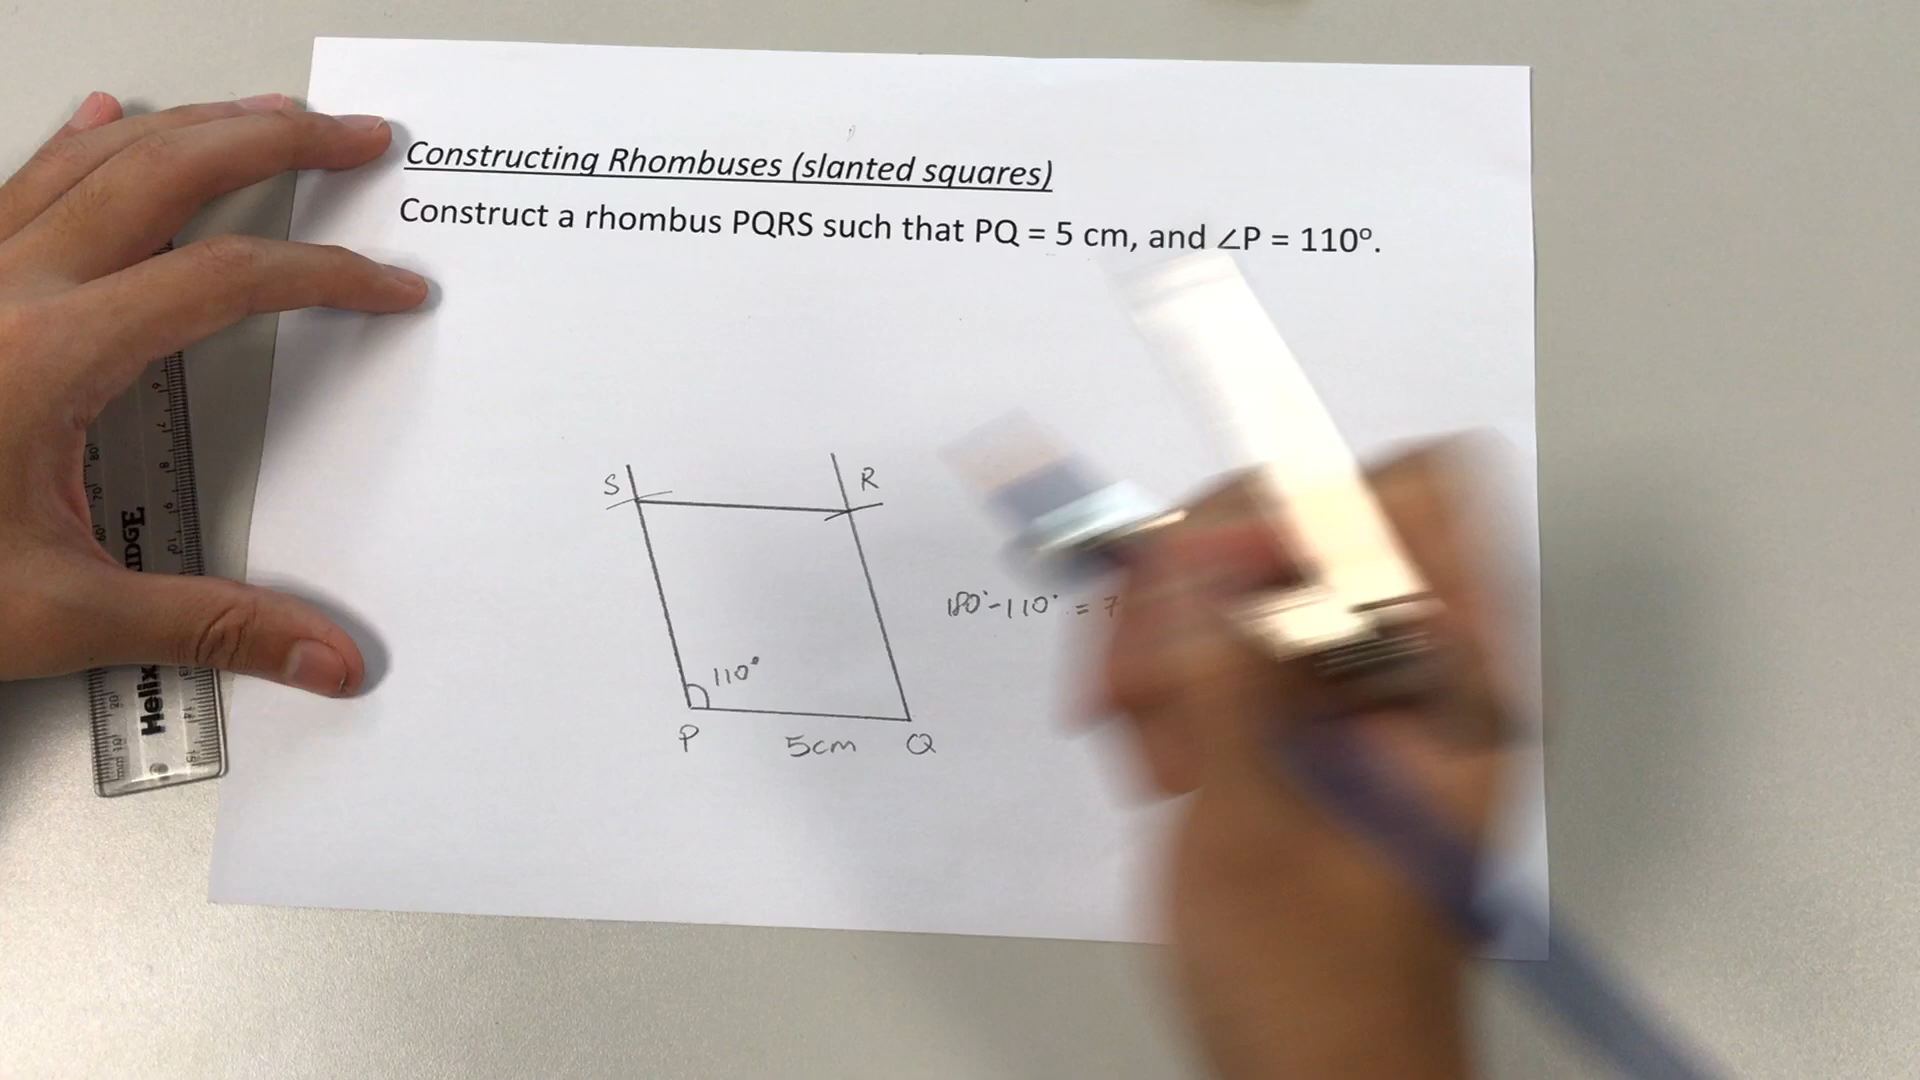 Constructing Rhombuses (slanted squares)
Construct a rhombus PQRS such that PQ = 5 cm, and ∠P = 110°.
S
R
180°-110° = 7
110°
P
5cm
Q
Helix